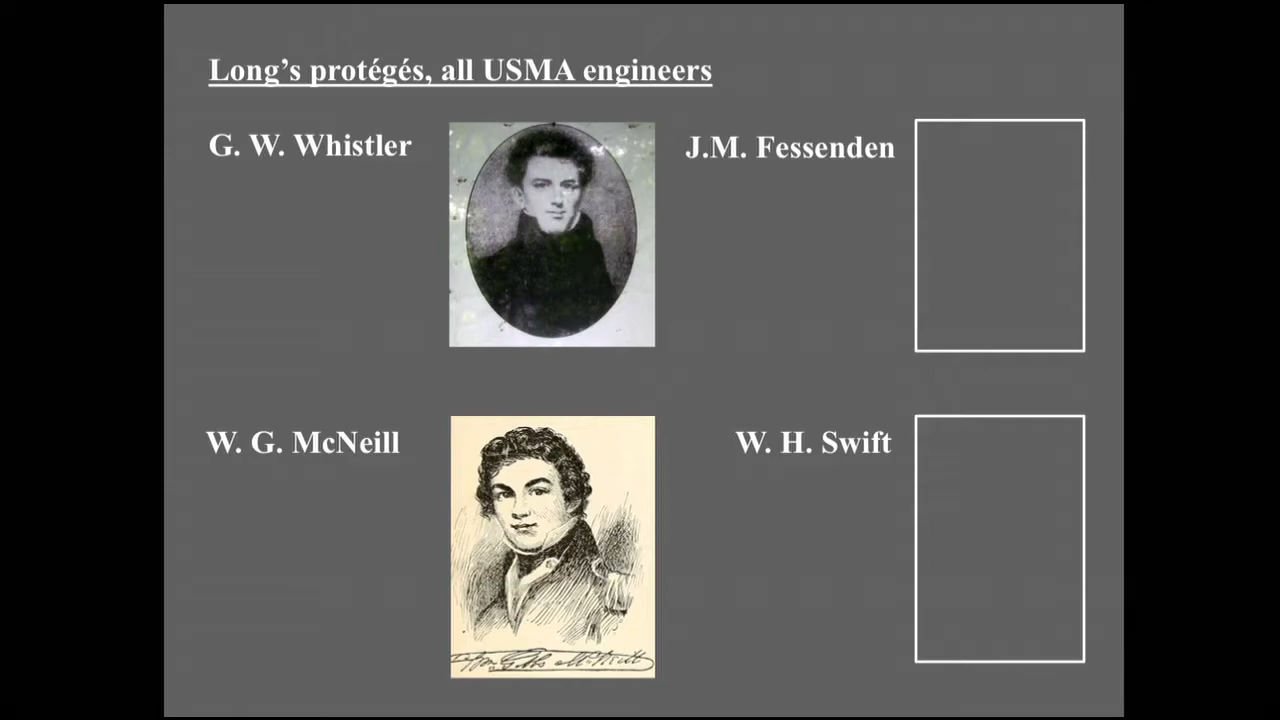 Long's protégés, all USMA engineers
G. W. Whistler
J.M. Fessenden
W. G. McNeill
W. H. Swift